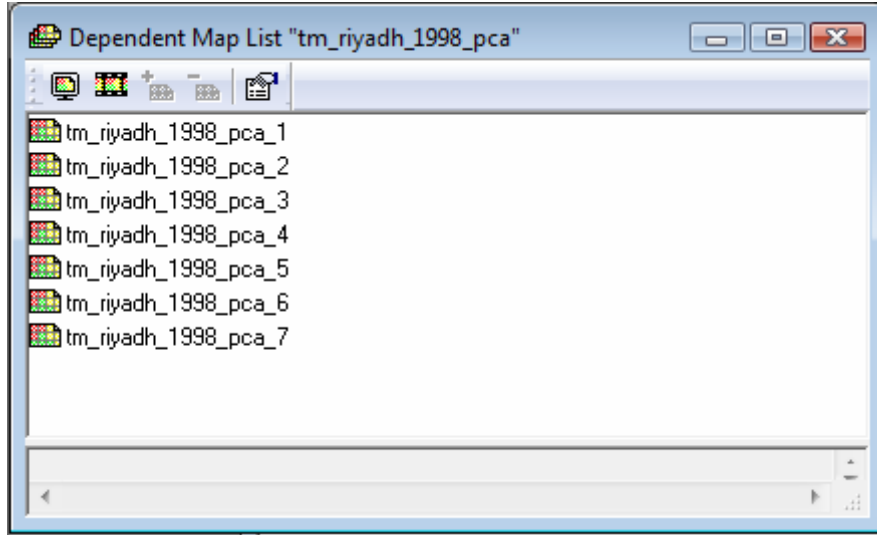 Dependent Map List "tm_riyadh_1998_pca"
tm_riyadh_1998_pca_1
tm_riyadh_1998_pca_2
tm_riyadh_1998_pca_3
tm_riyadh_1998_pca_4
tm_riyadh_1998_pca_5
tm_riyadh_1998_pca_6
tm_riyadh_1998_pca_7